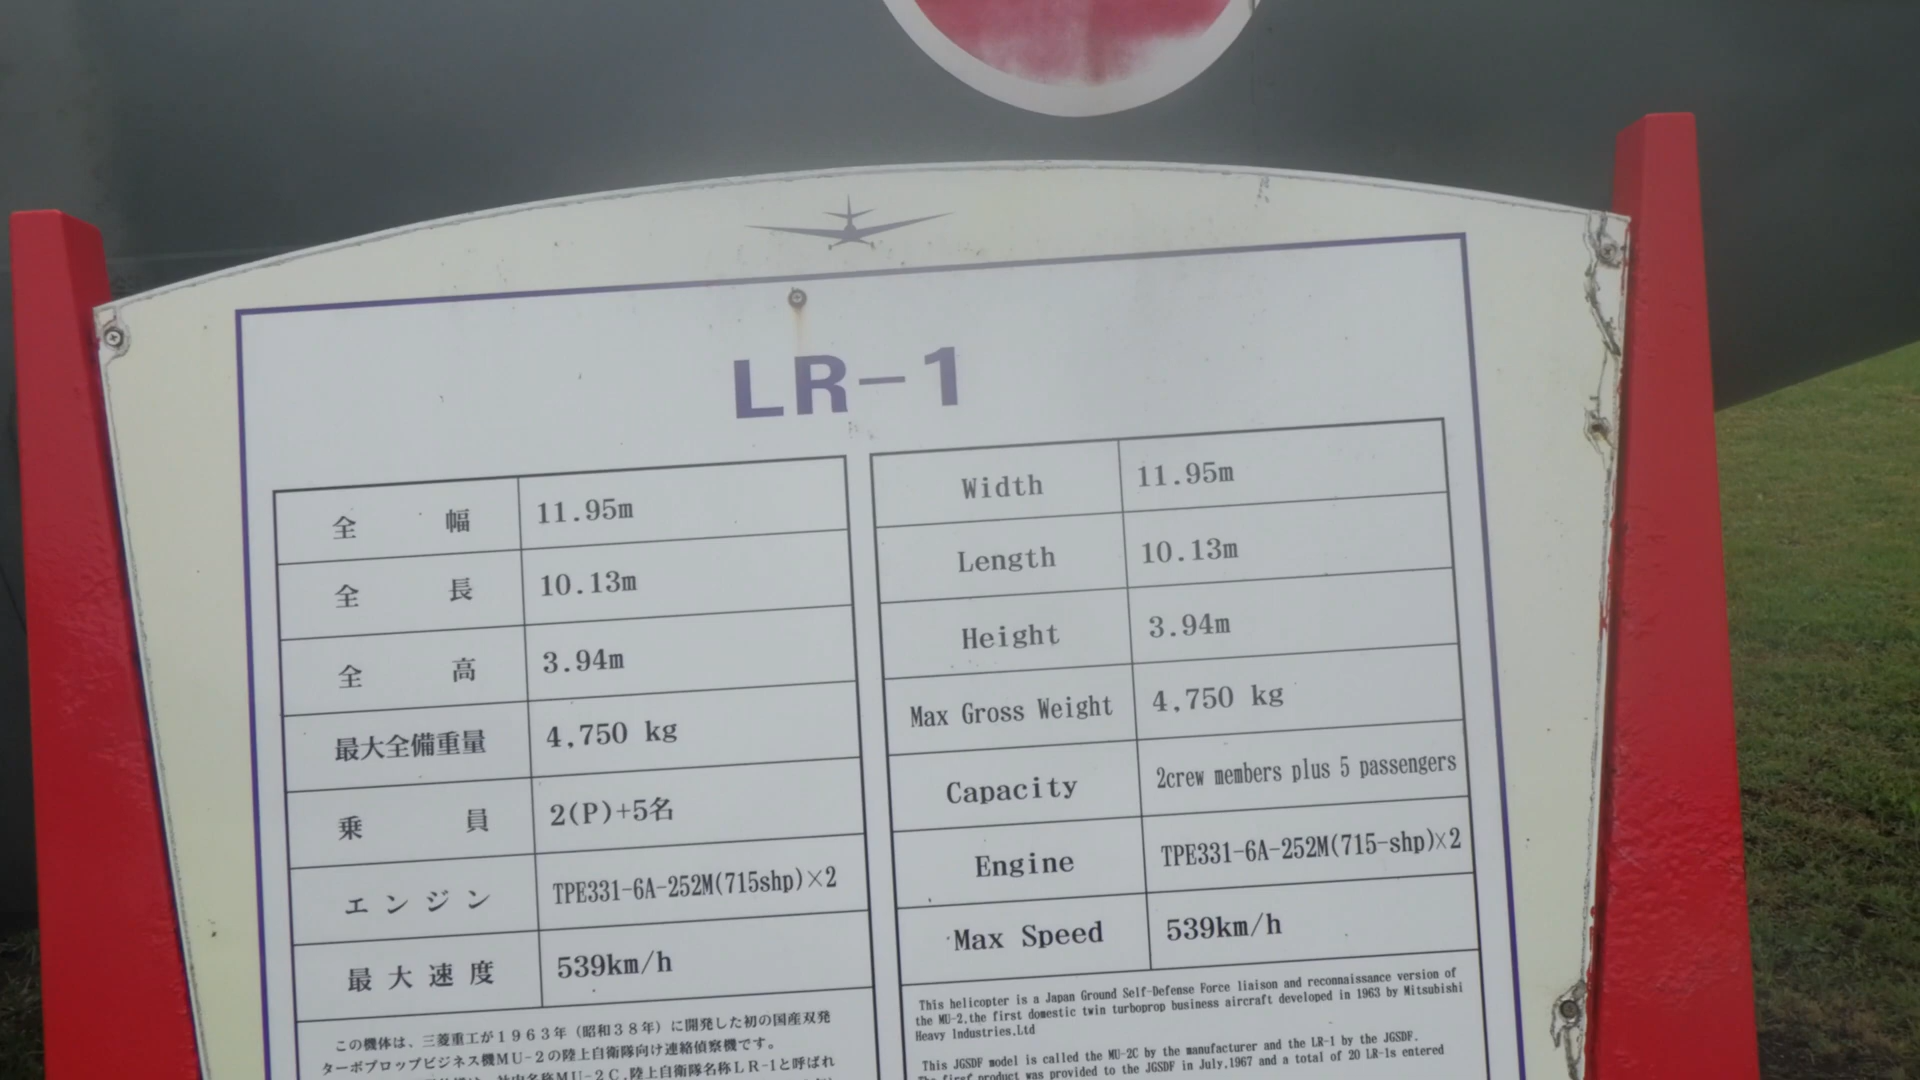 LR-1
全幅 11.95m
全長 10.13m
全高 3.94m
最大全備重量 4,750 kg
乗員 2(P)+5名
エンジン TPE331-6A-252M(715shp)×2
最大速度 539km/h
この機体は、三菱重工が1963年(昭和38年)に開発した初の国産双発
ターボプロップビジネス機MU-2の陸上自衛隊向け連絡偵察機です。
社内名称MU-2C,陸上自衛隊名称LR-1と呼ばれ
Width 11.95m
Length 10.13m
Height 3.94m
Max Gross Weight 4,750 kg
Capacity 2crew members plus 5 passengers
Engine TPE331-6A-252M(715-shp)×2
Max Speed 539km/h
This helicopter is a Japan Ground Self-Defense Force liaison and reconnaissance version of
the MU-2,the first domestic twin turboprop business aircraft developed in 1963 by Mitsubishi
Heavy Industries,Ltd
This JGSDF model is called the MU-2C by the manufacturer and the LR-1 by the JGSDF.
The first product was provided to the JGSDF in July,1967 and a total of 20 LR-1s entered